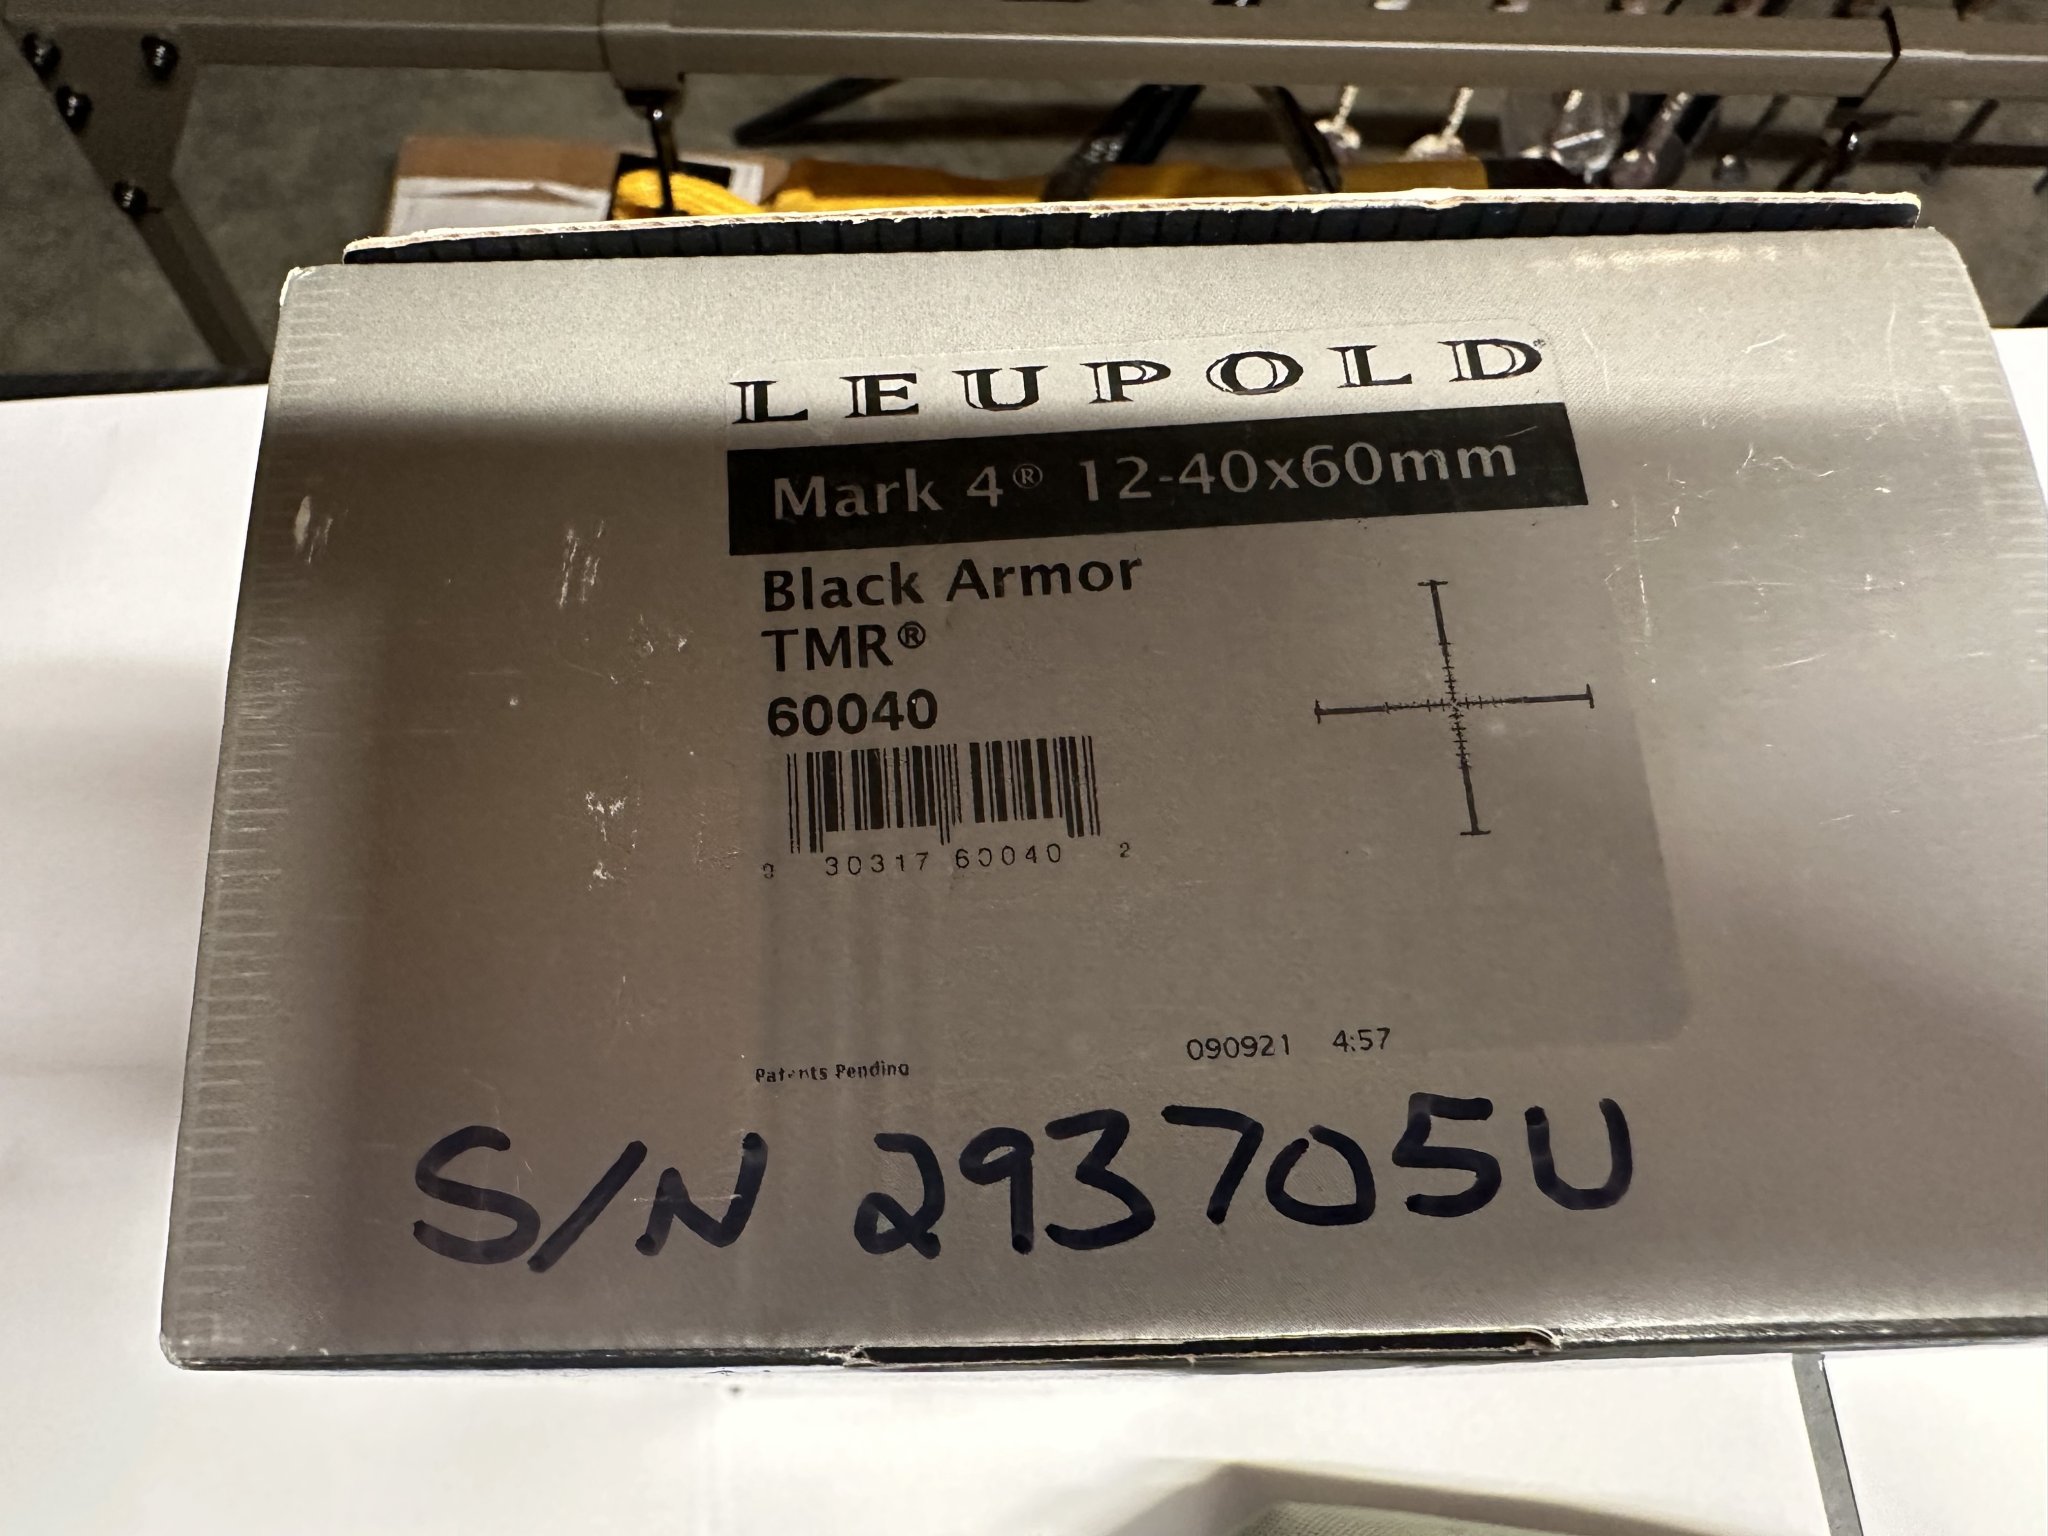 LEUPOLD®
Mark 4® 12-40x60mm
Black Armor
TMR®
60040
0 30317 60040 2
090921 4:57
Patents Pending
S/N 293705U